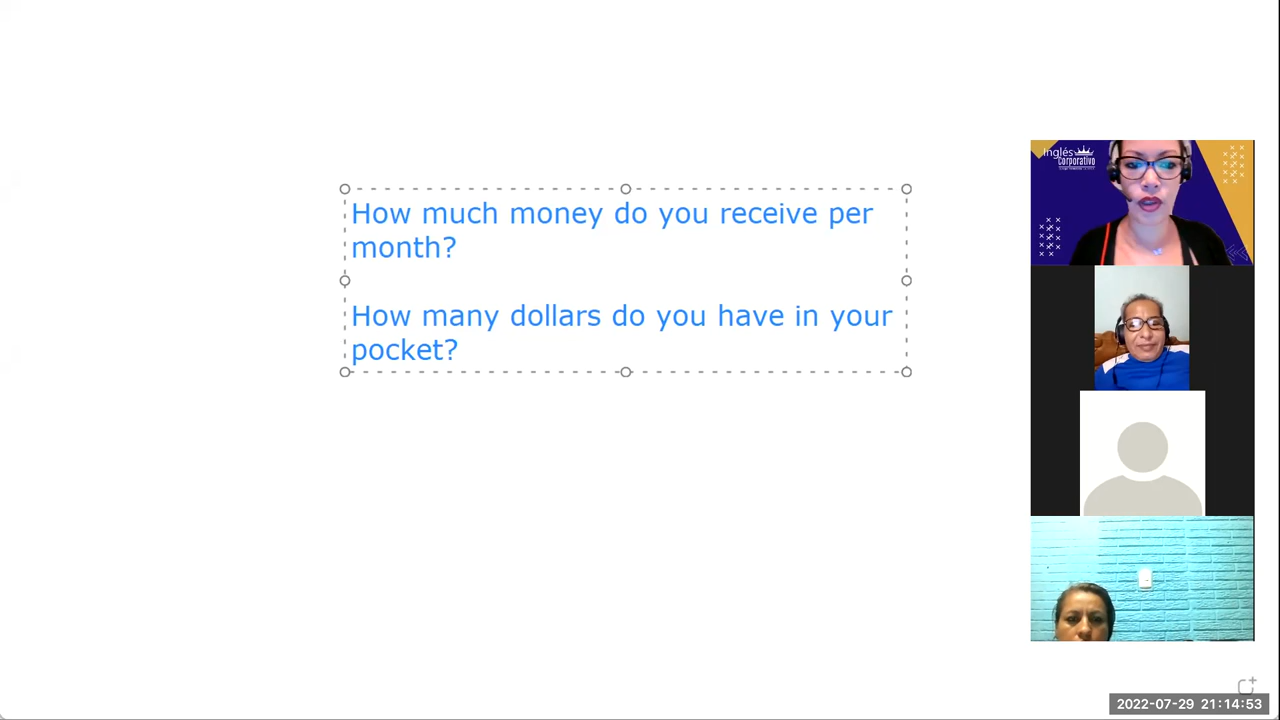 How much money do you receive per
month?
How many dollars do you have in your
pocket?
Inglés
Corporativo
2022-07-29 21:14:53